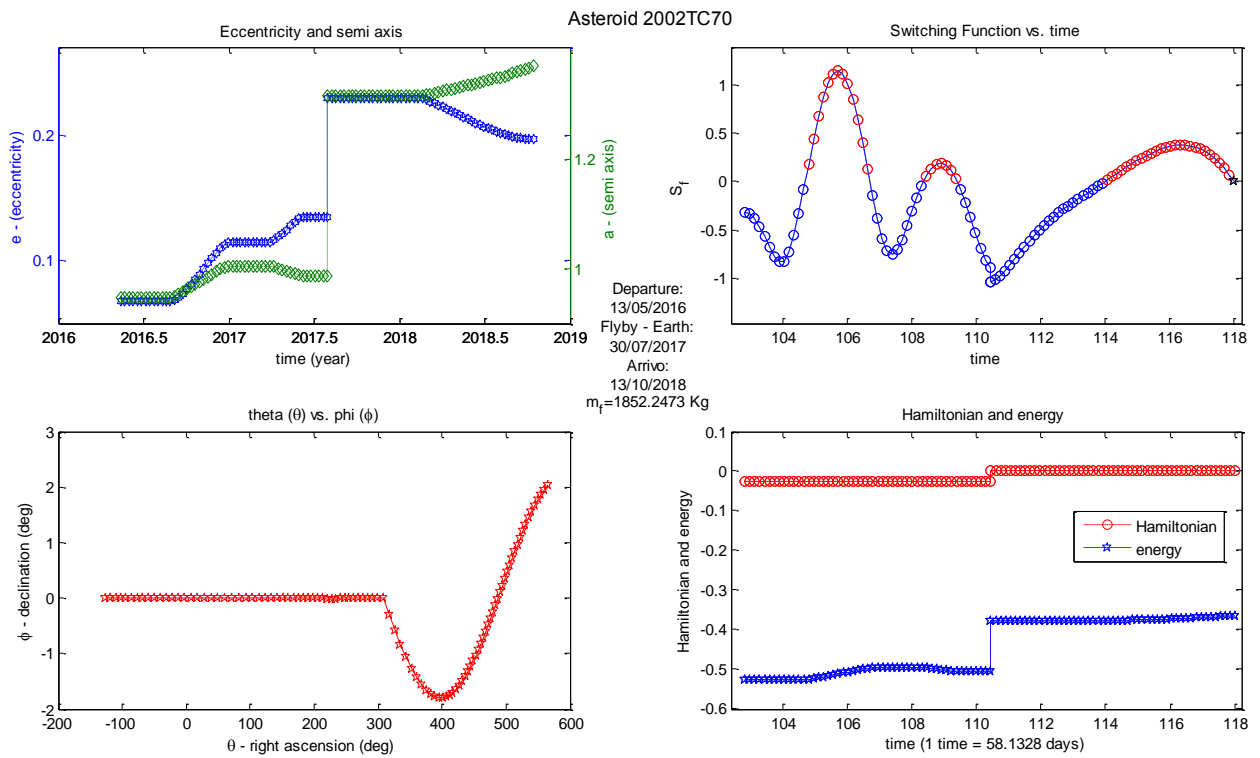 Asteroid 2002TC70
Eccentricity and semi axis
e - (eccentricity)
0.2
0.1
1.2
1
a - (semi axis)
2016 2016.5 2017 2017.5 2018 2018.5 2019
time (year)
Switching Function vs. time
S_f
1
0.5
0
-0.5
-1
104 106 108 110 112 114 116 118
time
Departure:
13/05/2016
Flyby - Earth:
30/07/2017
Arrivo:
13/10/2018
m_f=1852.2473 Kg
theta (θ) vs. phi (ϕ)
ϕ - declination (deg)
3
2
1
0
-1
-2
-200 -100 0 100 200 300 400 500 600
θ - right ascension (deg)
Hamiltonian and energy
Hamiltonian and energy
0.1
0
-0.1
-0.2
-0.3
-0.4
-0.5
-0.6
Hamiltonian
energy
104 106 108 110 112 114 116 118
time (1 time = 58.1328 days)